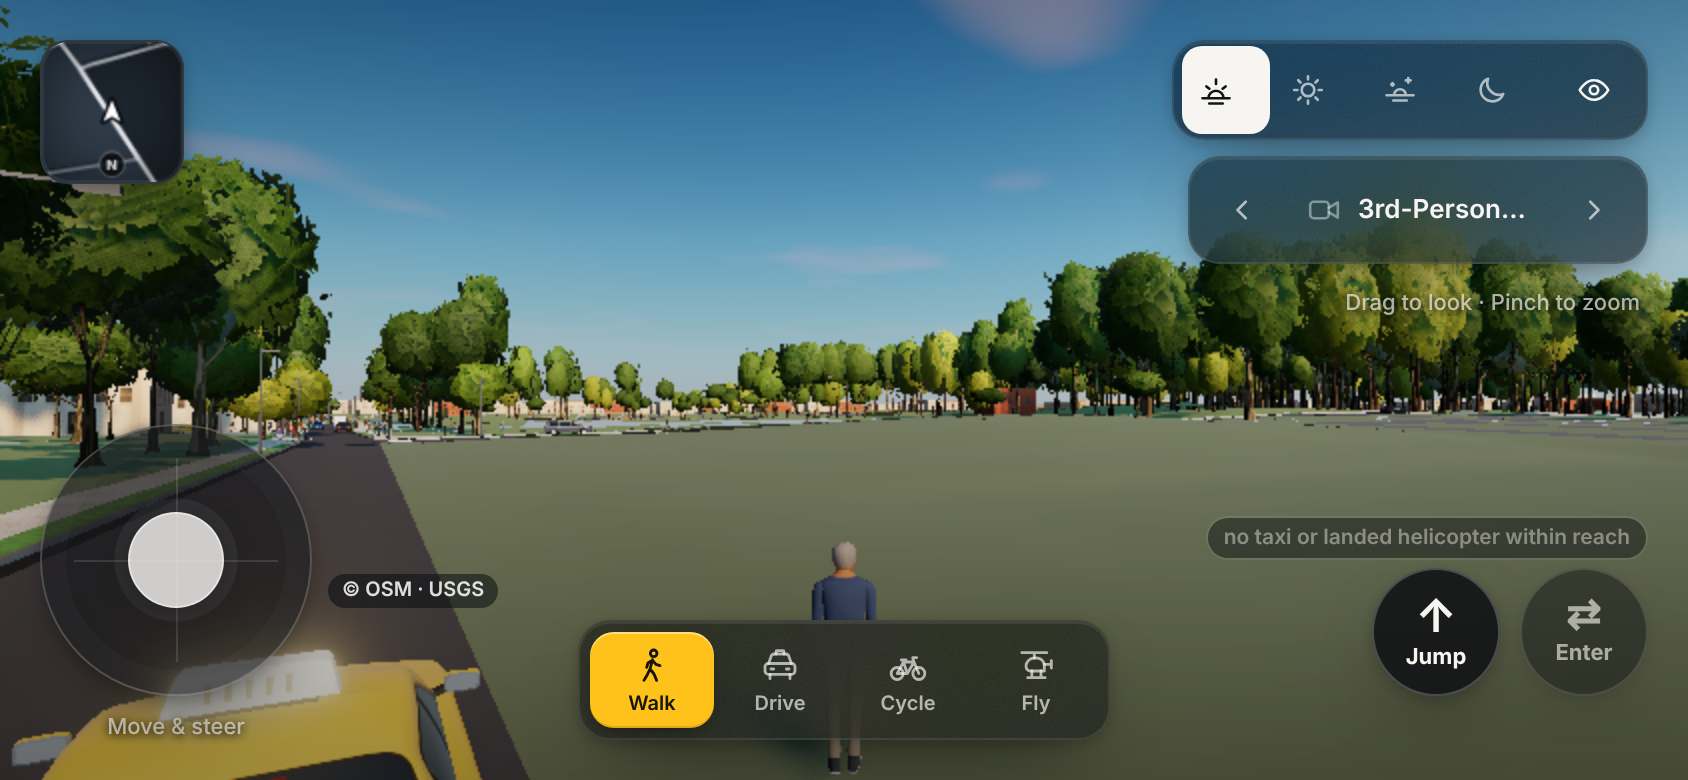 N
3rd-Person...
Drag to look · Pinch to zoom
no taxi or landed helicopter within reach
© OSM · USGS
Jump
Enter
Walk
Drive
Cycle
Fly
Move & steer